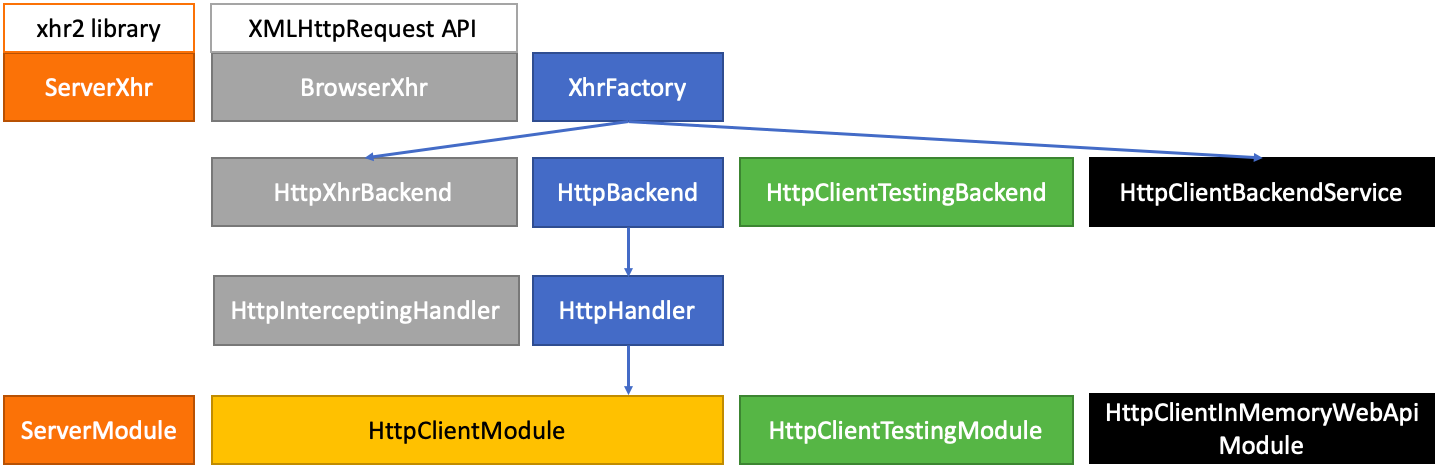 xhr2 library
XMLHttpRequest API
ServerXhr
BrowserXhr
XhrFactory
HttpXhrBackend
HttpBackend
HttpClientTestingBackend
HttpClientBackendService
HttpInterceptingHandler
HttpHandler
ServerModule
HttpClientModule
HttpClientTestingModule
HttpClientInMemoryWebApi
Module